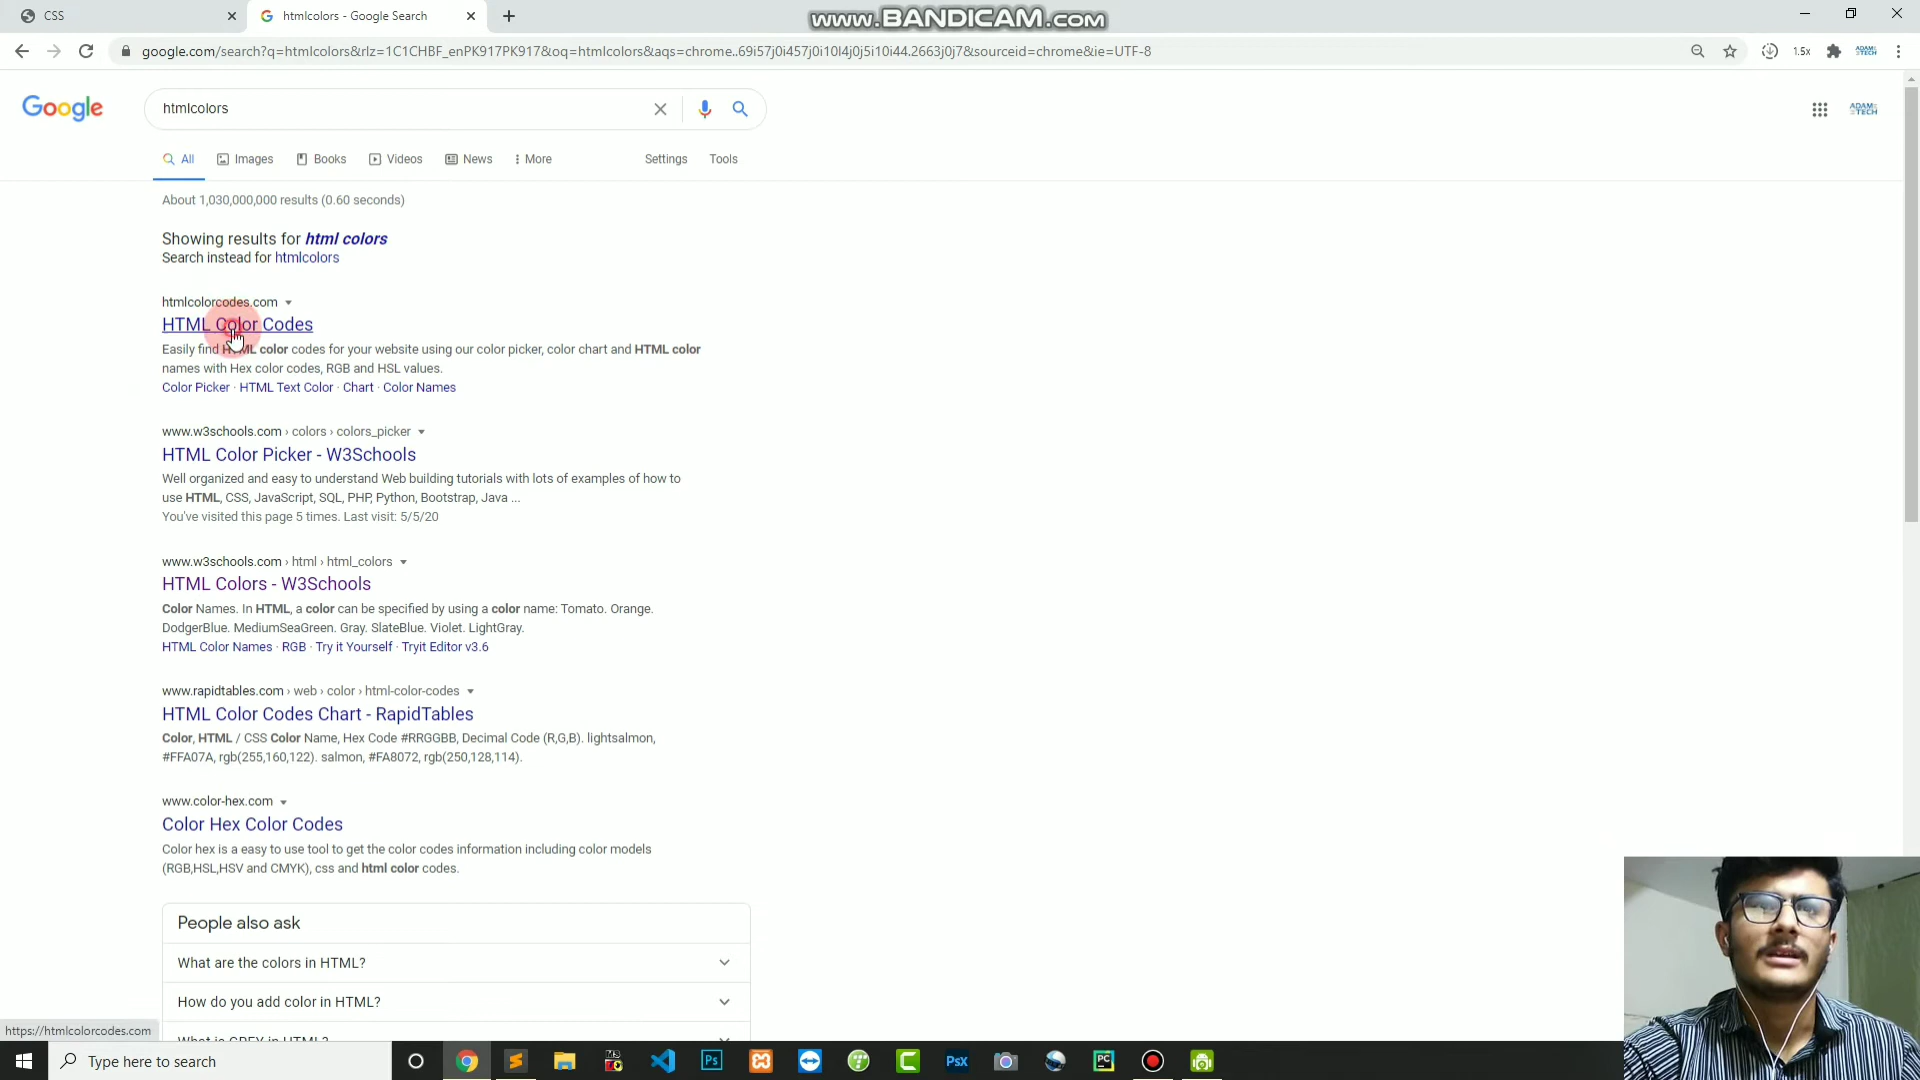 CSS
htmlcolors - Google Search
www.BANDICAM.com
google.com/search?q=htmlcolors&rlz=1C1CHBF_enPK917PK917&oq=htmlcolors&aqs=chrome..69i57j0i457j0i10l4j0j5i10i44.2663j0j7&sourceid=chrome&ie=UTF-8
1.5x
ADAM
TECH
Google
htmlcolors
ADAM
TECH
All
Images
Books
Videos
News
More
Settings
Tools
About 1,030,000,000 results (0.60 seconds)
Showing results for html colors
Search instead for htmlcolors
htmlcolorcodes.com
HTML Color Codes
Easily find HTML color codes for your website using our color picker, color chart and HTML color
names with Hex color codes, RGB and HSL values.
Color Picker · HTML Text Color · Chart · Color Names
www.w3schools.com › colors › colors_picker
HTML Color Picker - W3Schools
Well organized and easy to understand Web building tutorials with lots of examples of how to
use HTML, CSS, JavaScript, SQL, PHP, Python, Bootstrap, Java ...
You've visited this page 5 times. Last visit: 5/5/20
www.w3schools.com › html › html_colors
HTML Colors - W3Schools
Color Names. In HTML, a color can be specified by using a color name: Tomato. Orange.
DodgerBlue. MediumSeaGreen. Gray. SlateBlue. Violet. LightGray.
HTML Color Names · RGB · Try it Yourself · Tryit Editor v3.6
www.rapidtables.com › web › color › html-color-codes
HTML Color Codes Chart - RapidTables
Color, HTML / CSS Color Name, Hex Code #RRGGBB, Decimal Code (R,G,B). lightsalmon,
#FFA07A, rgb(255,160,122). salmon, #FA8072, rgb(250,128,114).
www.color-hex.com
Color Hex Color Codes
Color hex is a easy to use tool to get the color codes information including color models
(RGB,HSL,HSV and CMYK), css and html color codes.
People also ask
What are the colors in HTML?
How do you add color in HTML?
What is GREY in HTML?
https://htmlcolorcodes.com
Type here to search
Ps
PsX
PC